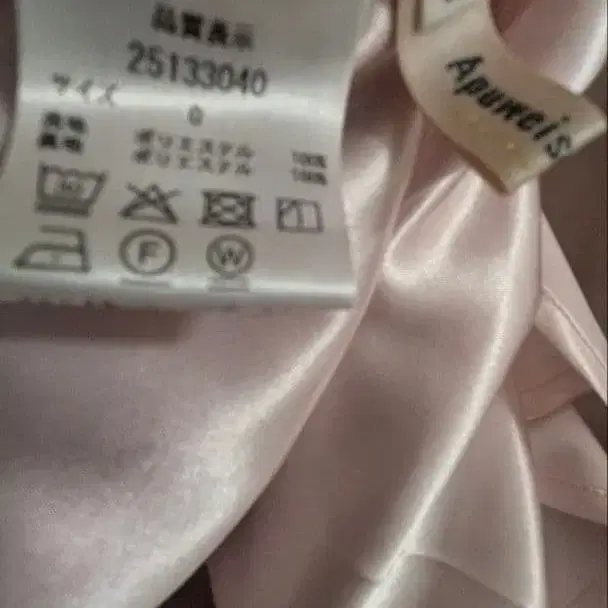 品質表示
25133040
サイズ 0
表地 ポリエステル 100%
裏地 ポリエステル 100%
F W
Apuweis